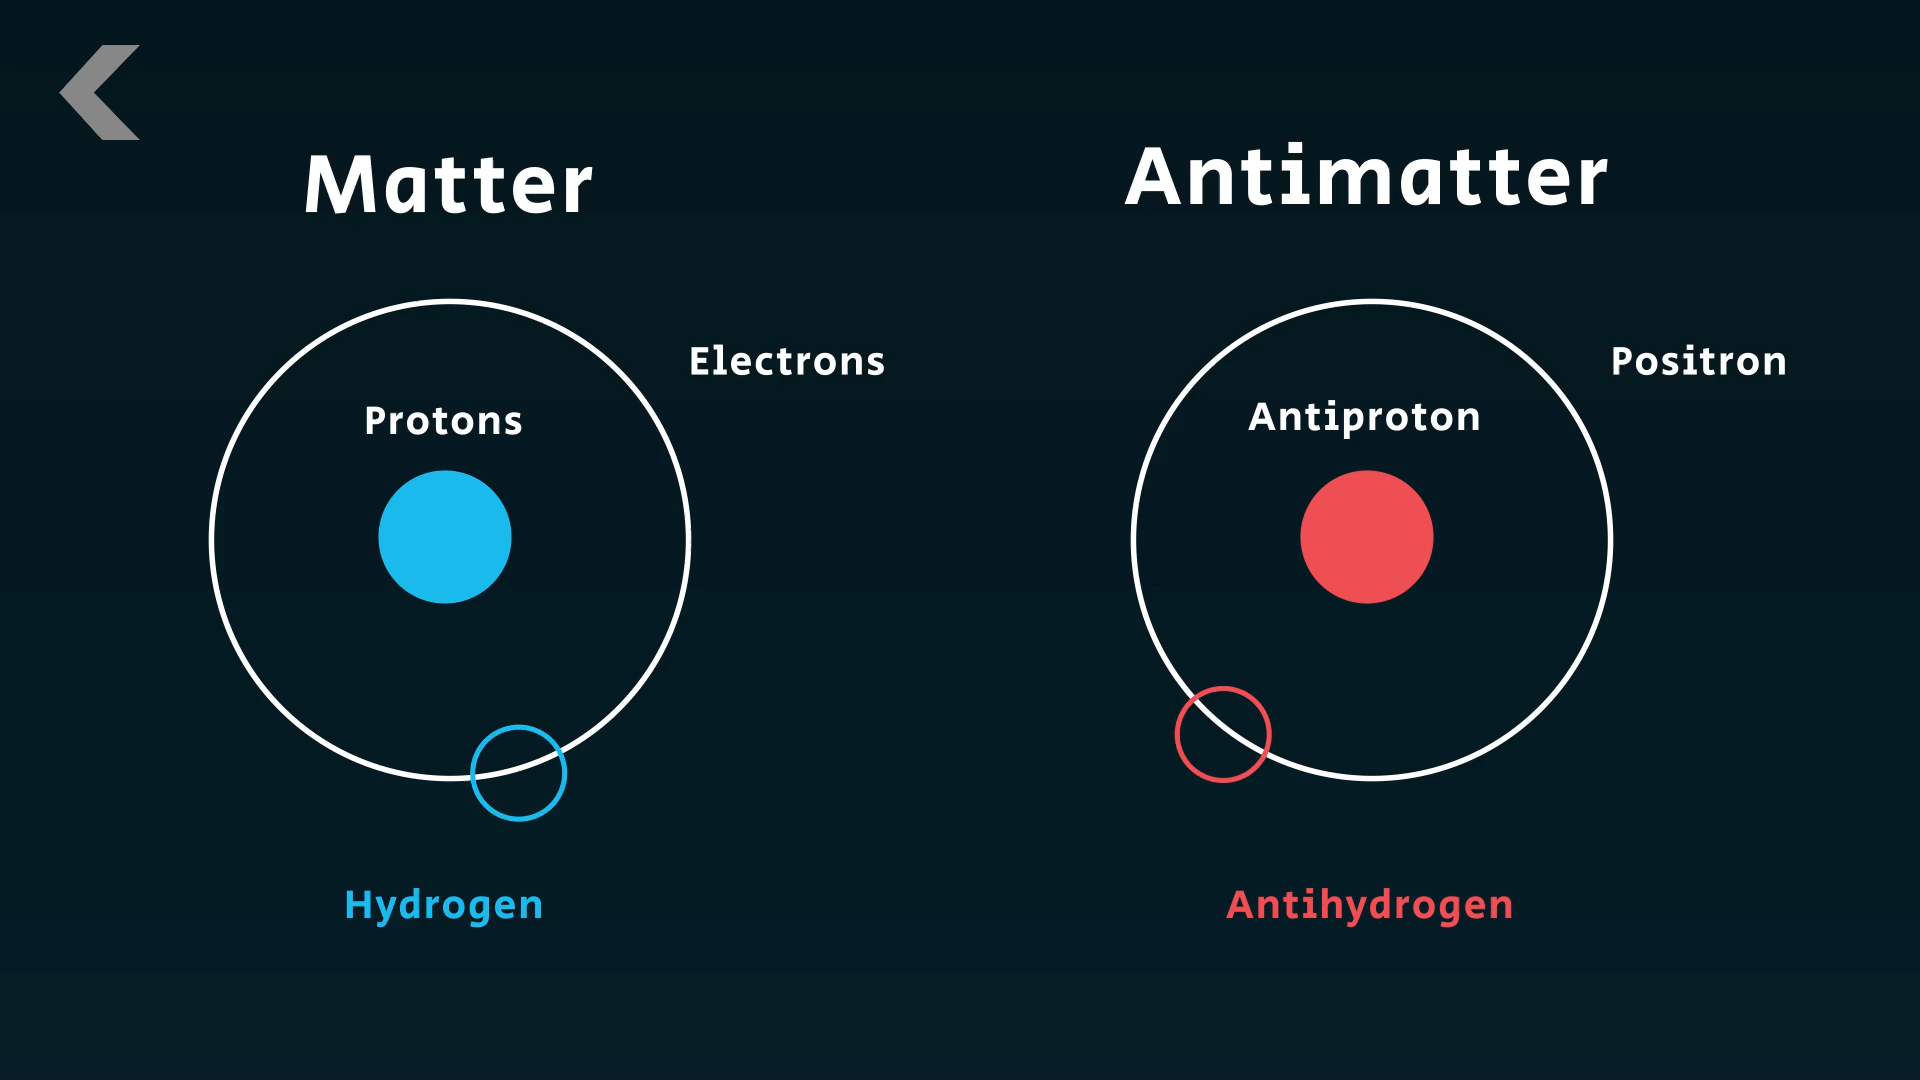 Matter
Antimatter
Electrons
Positron
Protons
Antiproton
Hydrogen
Antihydrogen